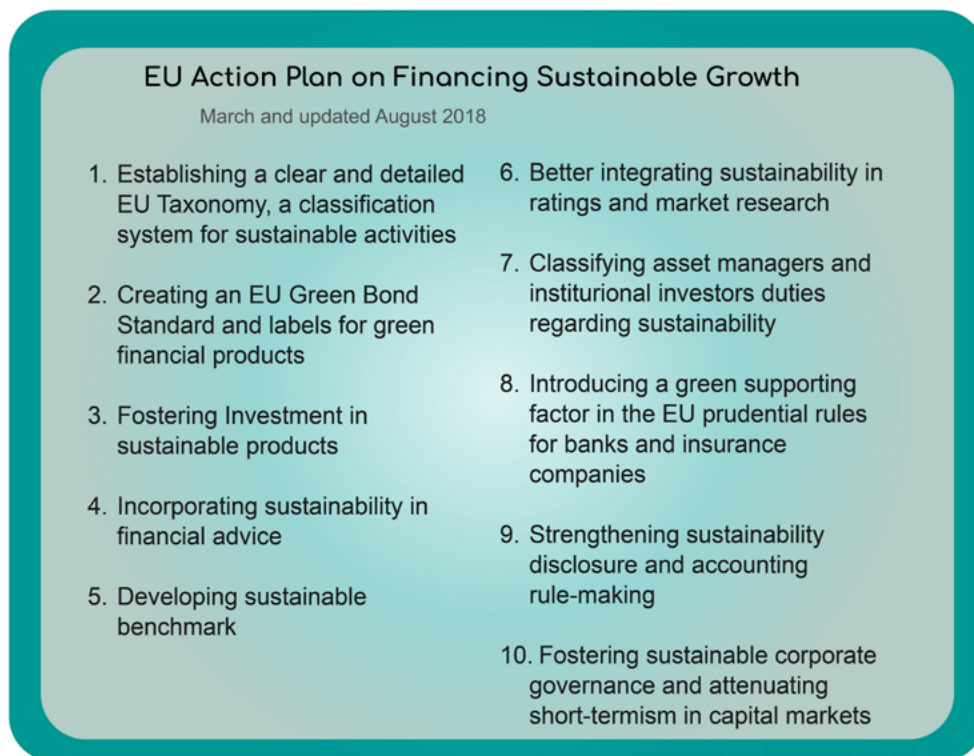 EU Action Plan on Financing Sustainable Growth
March and updated August 2018
1. Establishing a clear and detailed
EU Taxonomy, a classification
system for sustainable activities
2. Creating an EU Green Bond
Standard and labels for green
financial products
3. Fostering Investment in
sustainable products
4. Incorporating sustainability in
financial advice
5. Developing sustainable
benchmark
6. Better integrating sustainability in
ratings and market research
7. Classifying asset managers and
institurional investors duties
regarding sustainability
8. Introducing a green supporting
factor in the EU prudential rules
for banks and insurance
companies
9. Strengthening sustainability
disclosure and accounting
rule-making
10. Fostering sustainable corporate
governance and attenuating
short-termism in capital markets